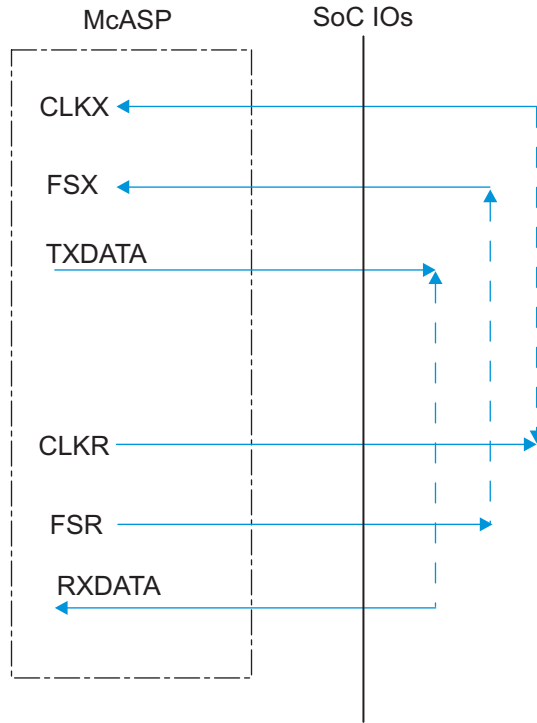 McASP
SoC IOs
CLKX
FSX
TXDATA
CLKR
FSR
RXDATA